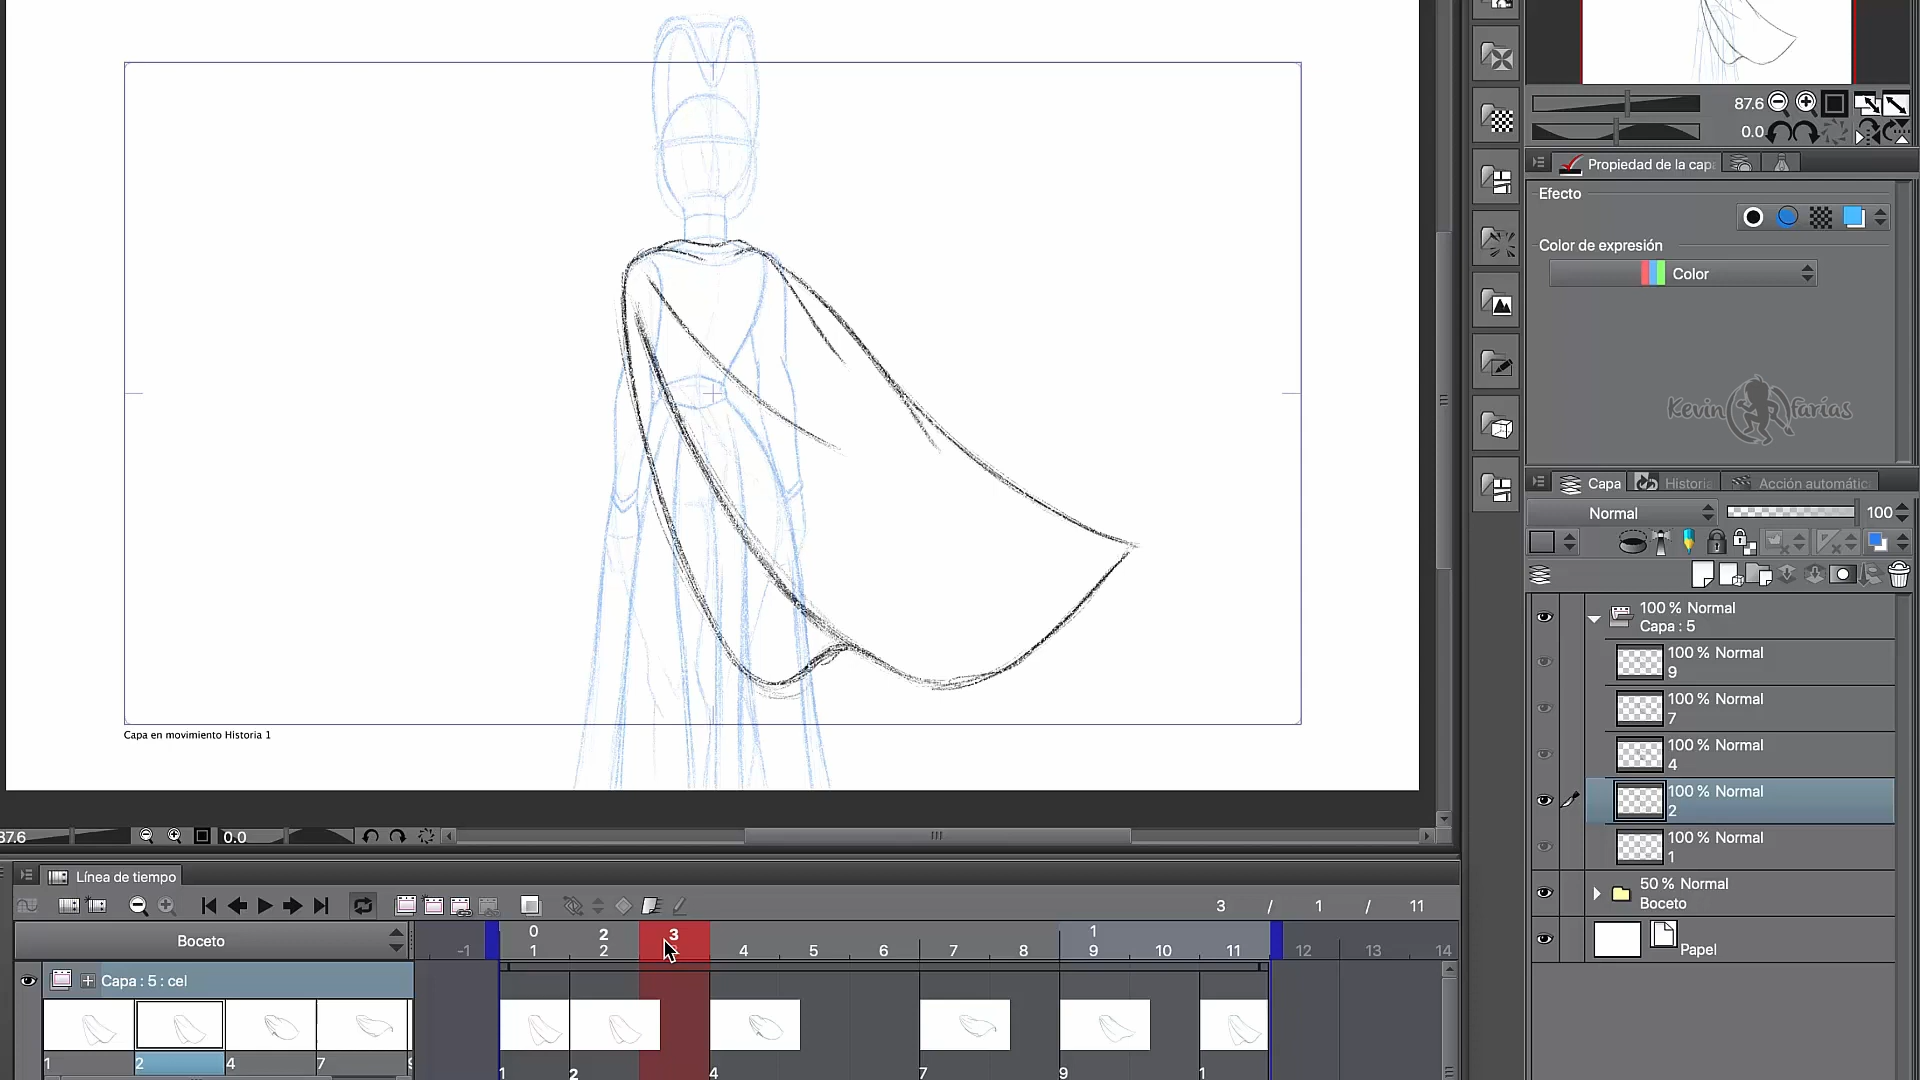 Capa en movimiento Historia 1
87.6
0.0
Propiedad de la capa
Efecto
Color de expresión
Color
Kevin farías
Capa
Historia
Acción automática
Normal
100
100 % Normal
Capa : 5
100 % Normal
9
100 % Normal
7
100 % Normal
4
100 % Normal
2
100 % Normal
1
50 % Normal
Boceto
Papel
37.6
0.0
Línea de tiempo
3 / 1 / 11
Boceto
0 2 3 1
-1 1 2 4 5 6 7 8 9 10 11 12 13 14
Capa : 5 : cel
1 2 4 7
1 2 4 7 9 1